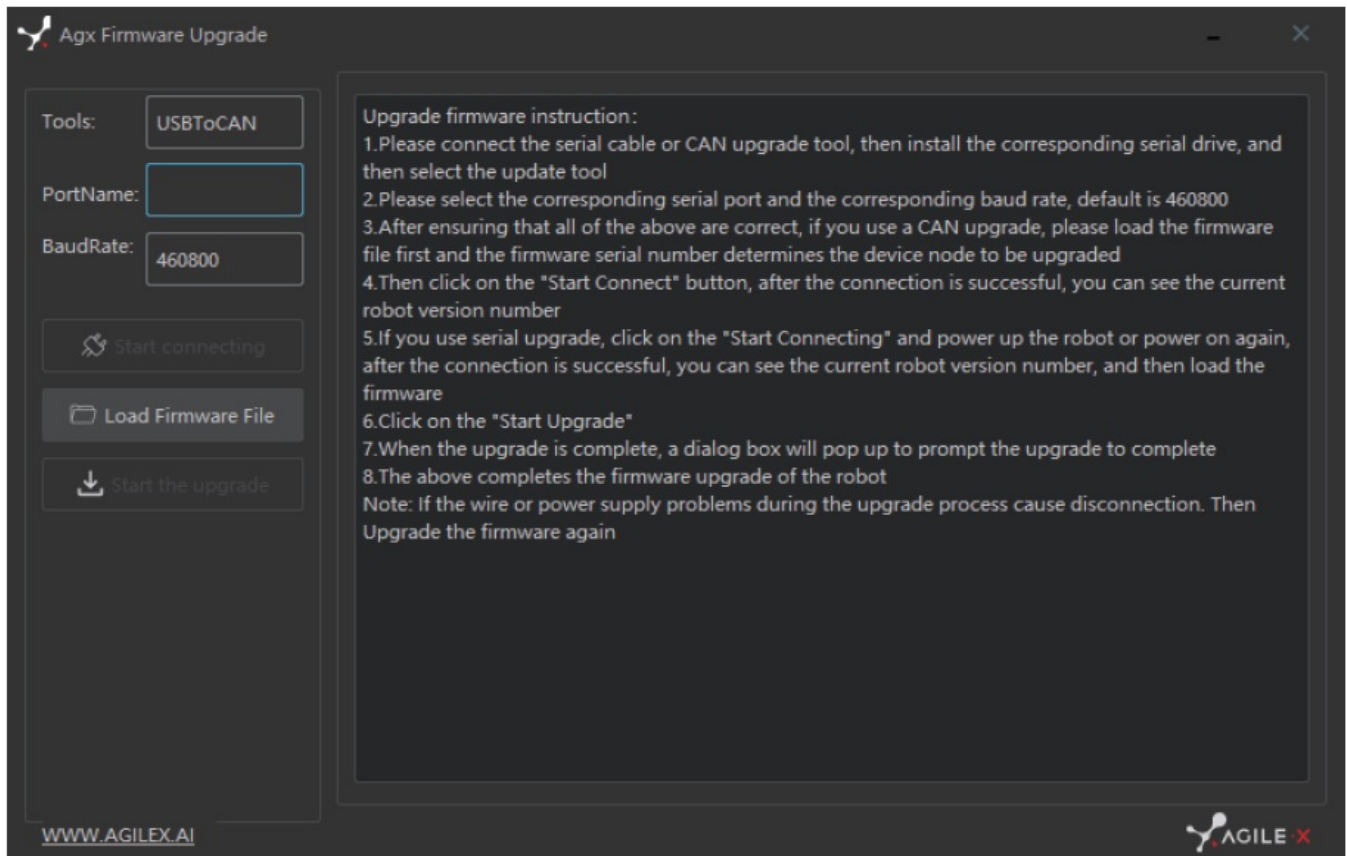 Agx Firmware Upgrade
Tools:
USBToCAN
PortName:
BaudRate:
460800
Start connecting
Load Firmware File
Start the upgrade
Upgrade firmware instruction:
1.Please connect the serial cable or CAN upgrade tool, then install the corresponding serial drive, and
then select the update tool
2.Please select the corresponding serial port and the corresponding baud rate, default is 460800
3.After ensuring that all of the above are correct, if you use a CAN upgrade, please load the firmware
file first and the firmware serial number determines the device node to be upgraded
4.Then click on the "Start Connect" button, after the connection is successful, you can see the current
robot version number
5.If you use serial upgrade, click on the "Start Connecting" and power up the robot or power on again,
after the connection is successful, you can see the current robot version number, and then load the
firmware
6.Click on the "Start Upgrade"
7.When the upgrade is complete, a dialog box will pop up to prompt the upgrade to complete
8.The above completes the firmware upgrade of the robot
Note: If the wire or power supply problems during the upgrade process cause disconnection. Then
Upgrade the firmware again
WWW.AGILEX.AI
AGILE·X